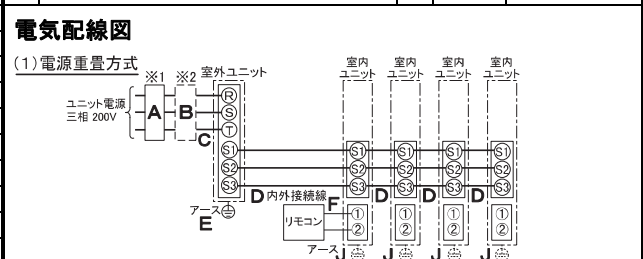 電気配線図
(1)電源重畳方式
※1 ※2 室外ユニット
室内ユニット 室内ユニット 室内ユニット 室内ユニット
ユニット電源
三相 200V
A B C
R
S
T
S1 S1 S1 S1 S1
S2 S2 S2 S2 S2
S3 S3 S3 S3 S3
D 内外接続線 D D D
アース
E
リモコン F
① ① ① ①
② ② ② ②
アース J J J J